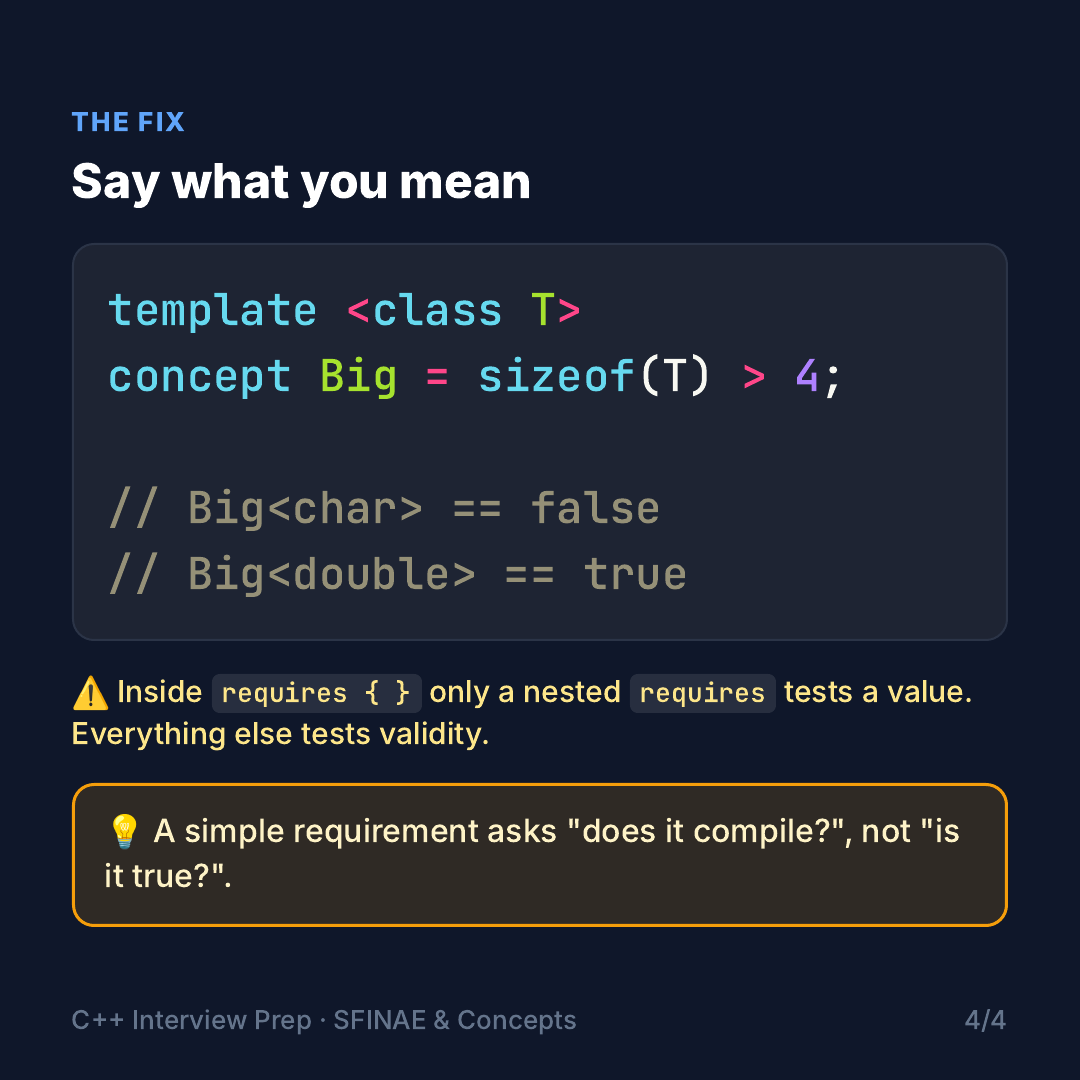 THE FIX
Say what you mean
template <class T>
concept Big = sizeof(T) > 4;
// Big<char> == false
// Big<double> == true
⚠️ Inside requires { } only a nested requires tests a value.
Everything else tests validity.
💡 A simple requirement asks "does it compile?", not "is
it true?".
C++ Interview Prep · SFINAE & Concepts
4/4